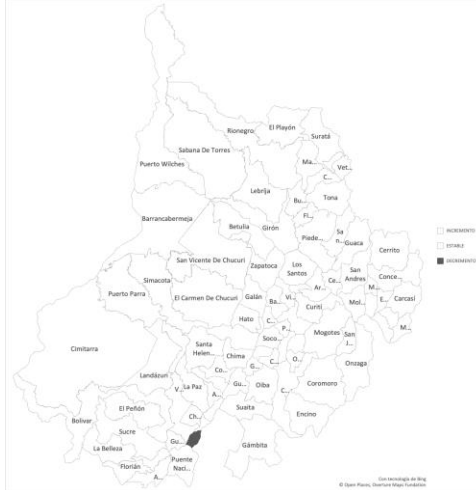 El Playón
Rionegro
Suratá
Sabana De Torres
Ma...
Vet...
Puerto Wilches
C...
Lebrija
Tona
Bu...
Barrancabermeja
Fl...
Betulia
Girón
Sa
n...
Piade...
Guaca
Cerrito
San Vicente De Chucuri
Zapatoca
Los
Santos
San
Andres
Conce...
Simacota
Ce...
Ar...
M...
Puerto Parra
El Carmen De Chucuri
Galán
Ba...
Vi...
Mol...
E...
Carcasí
Curití
Hato
C...
P...
M...
Mogotes
San
J...
Cimitarra
Santa
Helen...
Chima
Soco...
G...
C...
O...
Onzaga
Landázuri
Co...
V...
La Paz
Gu...
Oiba
C...
Coromoro
A...
El Peñón
Suaita
Encino
Bolívar
Ch...
Sucre
Gu...
La Belleza
Puente
Naci...
Gámbita
Florián
A...
INCREMENTO
ESTABLE
DECREMENTO
Con tecnología de Bing
© Open Places, Overture Maps Fundation